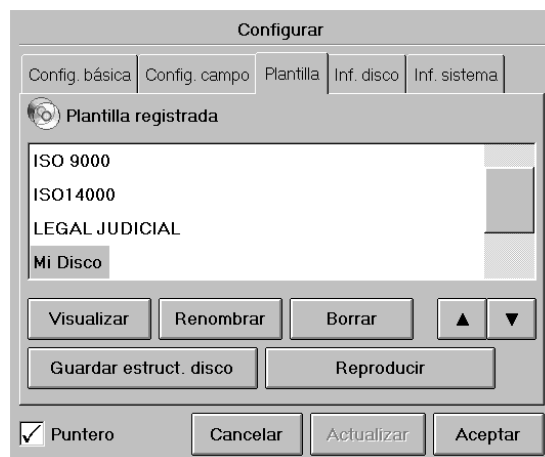 Configurar
Config. básica Config. campo Plantilla Inf. disco Inf. sistema
Plantilla registrada
ISO 9000
ISO14000
LEGAL JUDICIAL
Mi Disco
Visualizar Renombrar Borrar ▲ ▼
Guardar estruct. disco Reproducir
Puntero Cancelar Actualizar Aceptar